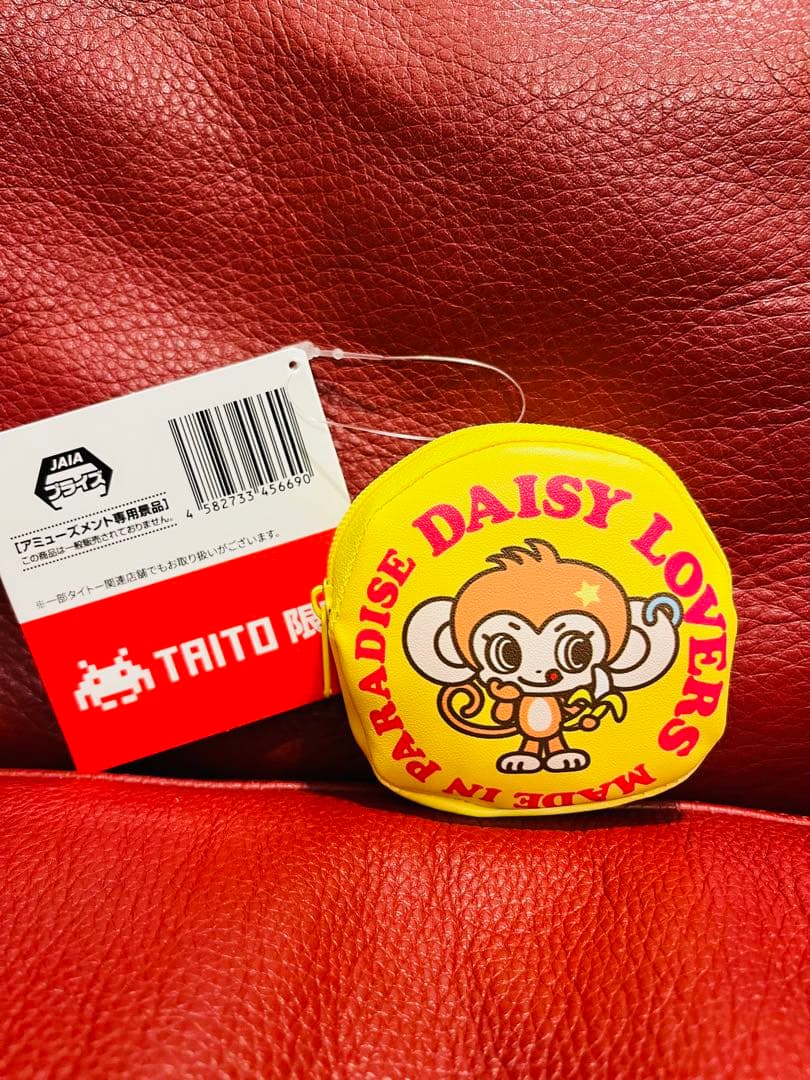 JAIA
プライズ
4 582733 456690
[アミューズメント専用景品]
この商品は一般販売されておりません。
※一部タイトー関連店舗でもお取り扱いがございます。
TAITO 限
DAISY LOVERS
MADE IN PARADISE